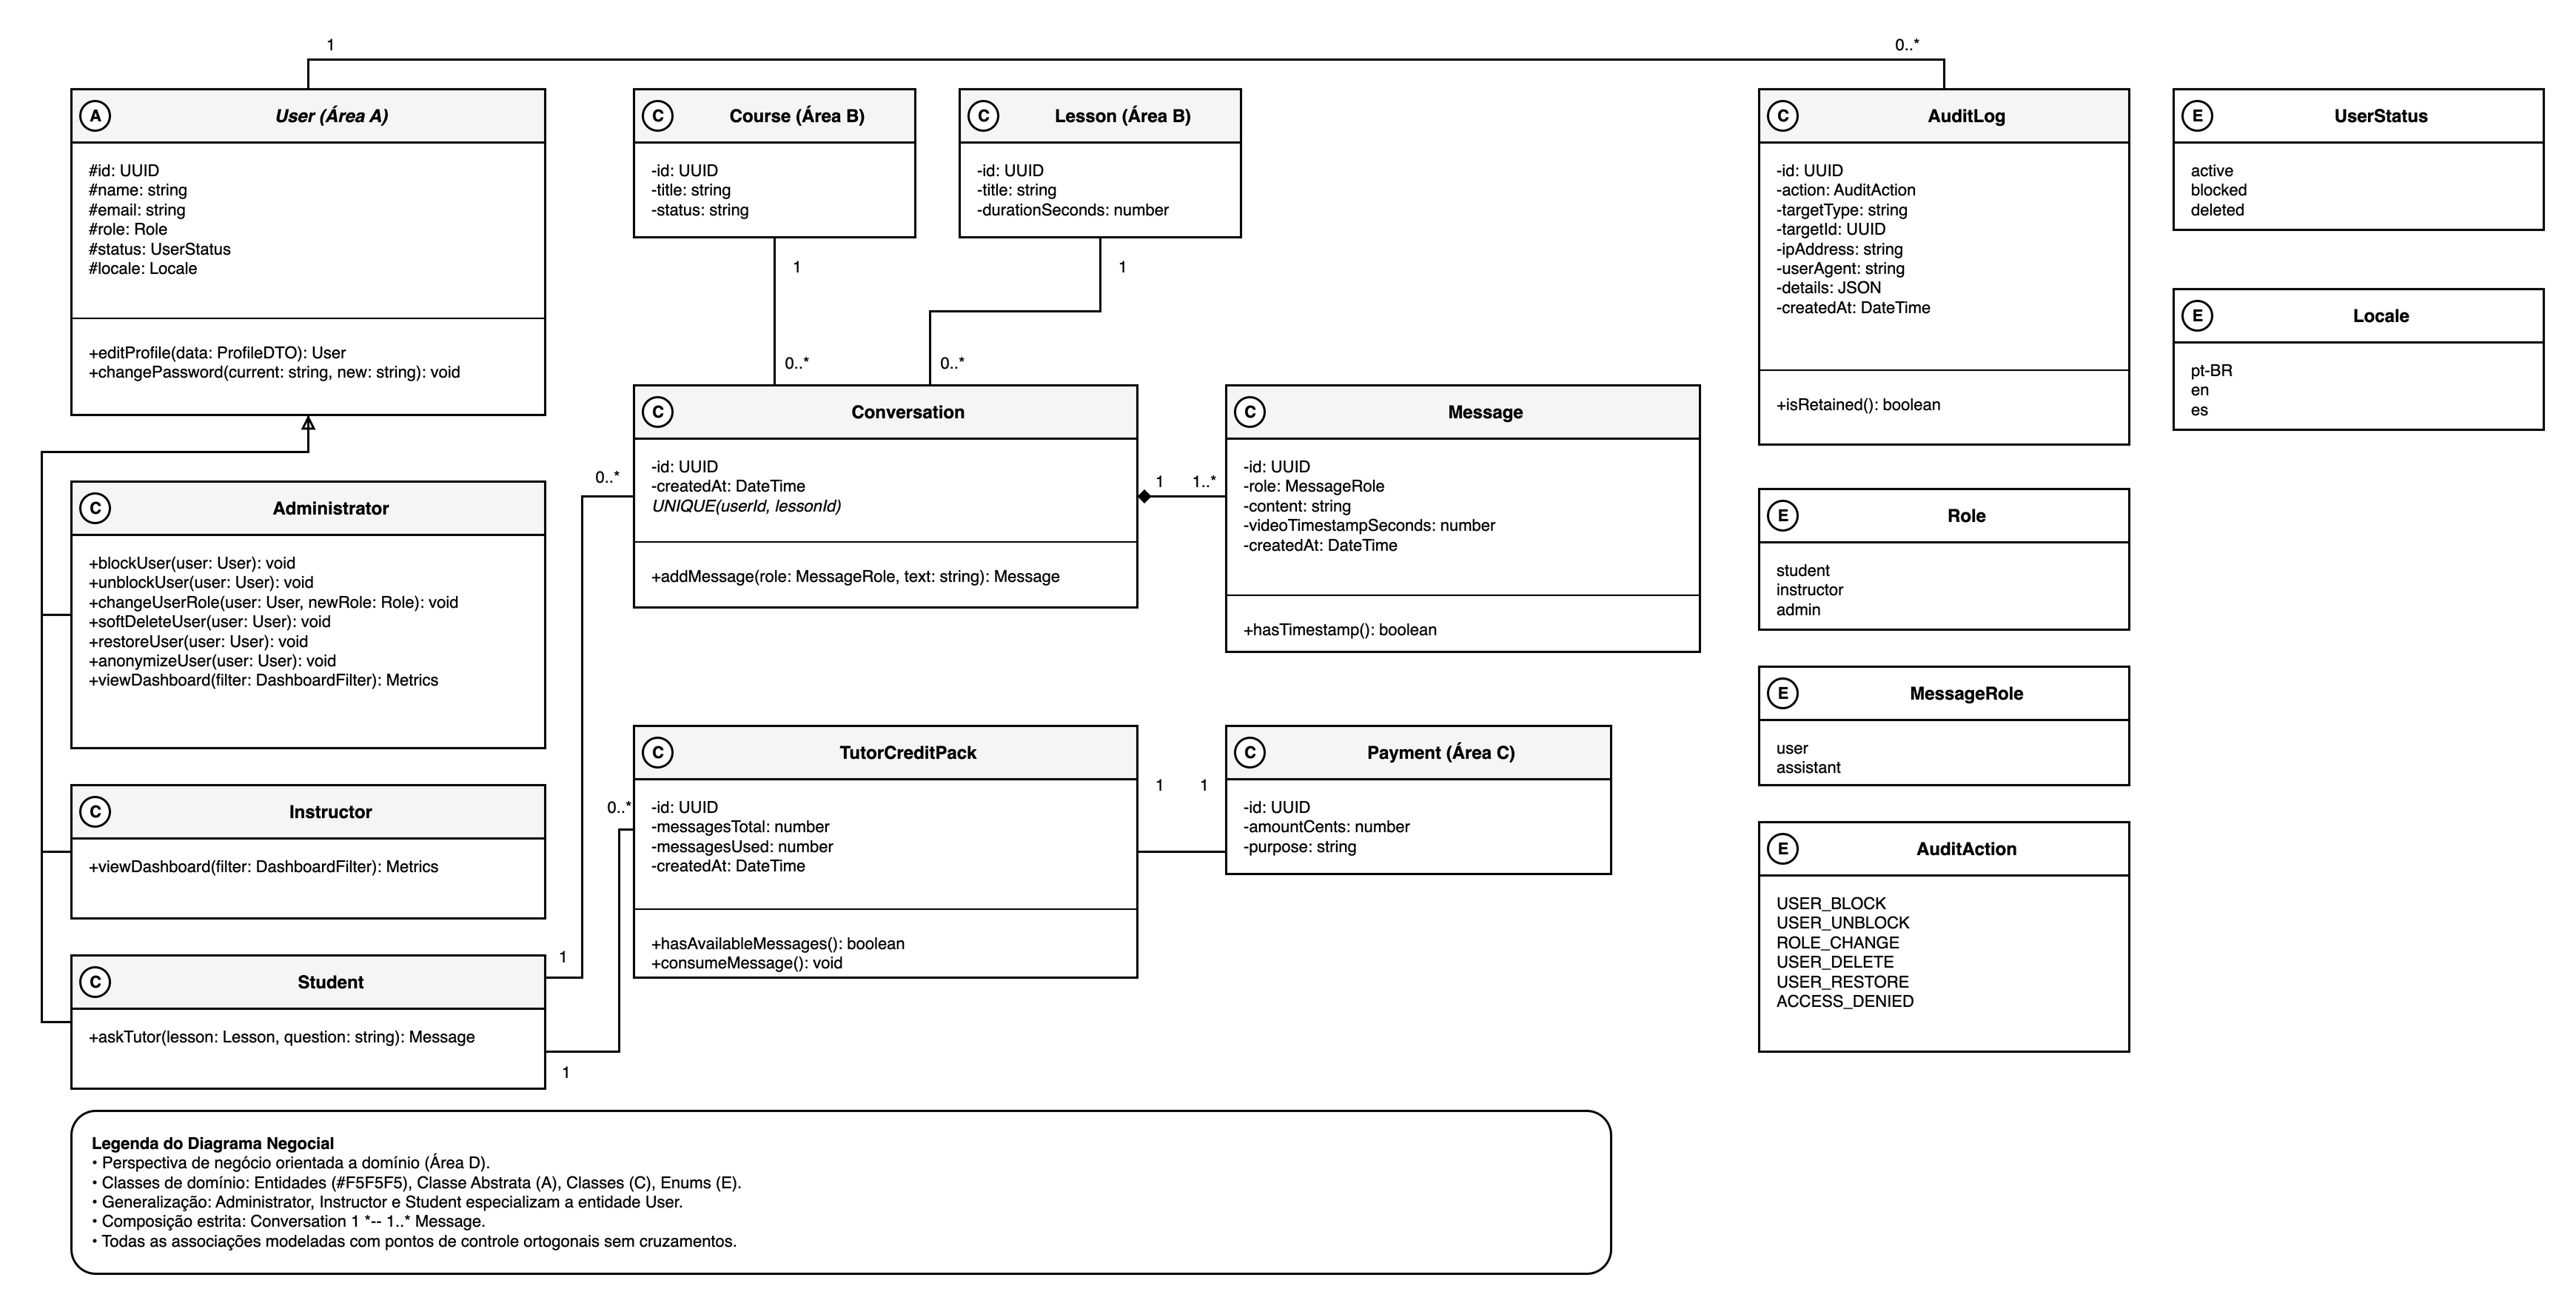 1
0..*
A
User (Área A)
#id: UUID
#name: string
#email: string
#role: Role
#status: UserStatus
#locale: Locale
+editProfile(data: ProfileDTO): User
+changePassword(current: string, new: string): void
C
Course (Área B)
-id: UUID
-title: string
-status: string
1
0..*
C
Lesson (Área B)
-id: UUID
-title: string
-durationSeconds: number
1
0..*
C
AuditLog
-id: UUID
-action: AuditAction
-targetType: string
-targetId: UUID
-ipAddress: string
-userAgent: string
-details: JSON
-createdAt: DateTime
+isRetained(): boolean
E
UserStatus
active
blocked
deleted
E
Locale
pt-BR
en
es
C
Conversation
-id: UUID
-createdAt: DateTime
UNIQUE(userId, lessonId)
+addMessage(role: MessageRole, text: string): Message
0..*
1
1..*
C
Message
-id: UUID
-role: MessageRole
-content: string
-videoTimestampSeconds: number
-createdAt: DateTime
+hasTimestamp(): boolean
C
Administrator
+blockUser(user: User): void
+unblockUser(user: User): void
+changeUserRole(user: User, newRole: Role): void
+softDeleteUser(user: User): void
+restoreUser(user: User): void
+anonymizeUser(user: User): void
+viewDashboard(filter: DashboardFilter): Metrics
E
Role
student
instructor
admin
E
MessageRole
user
assistant
C
TutorCreditPack
-id: UUID
-messagesTotal: number
-messagesUsed: number
-createdAt: DateTime
+hasAvailableMessages(): boolean
+consumeMessage(): void
0..*
1
1
C
Payment (Área C)
-id: UUID
-amountCents: number
-purpose: string
C
Instructor
+viewDashboard(filter: DashboardFilter): Metrics
E
AuditAction
USER_BLOCK
USER_UNBLOCK
ROLE_CHANGE
USER_DELETE
USER_RESTORE
ACCESS_DENIED
C
Student
+askTutor(lesson: Lesson, question: string): Message
1
1
Legenda do Diagrama Negocial
• Perspectiva de negócio orientada a domínio (Área D).
• Classes de domínio: Entidades (#F5F5F5), Classe Abstrata (A), Classes (C), Enums (E).
• Generalização: Administrator, Instructor e Student especializam a entidade User.
• Composição estrita: Conversation 1 *-- 1..* Message.
• Todas as associações modeladas com pontos de controle ortogonais sem cruzamentos.